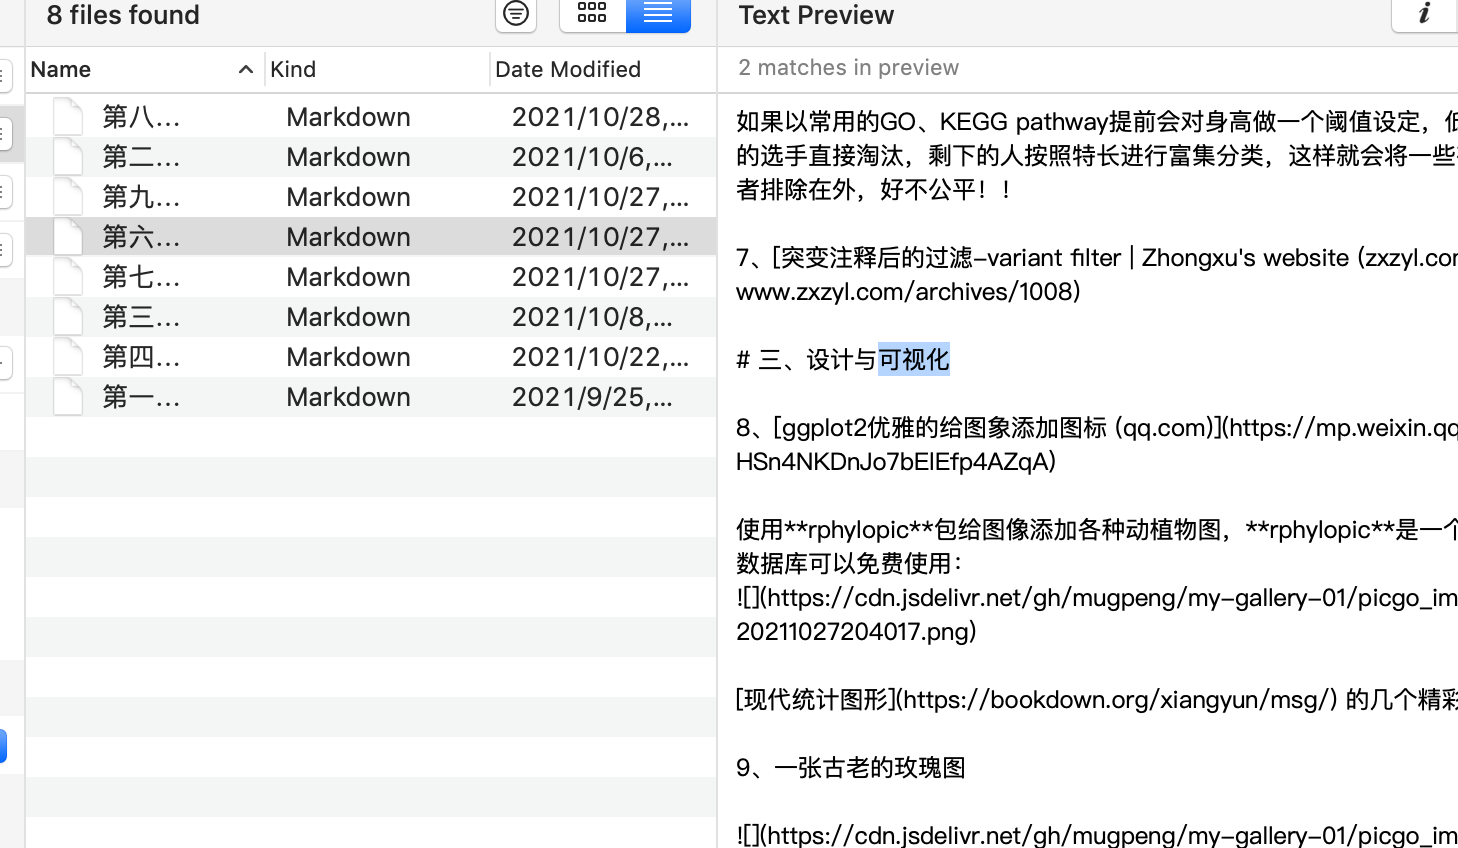 8 files found
Text Preview
Name
Kind
Date Modified
2 matches in preview
第八... Markdown 2021/10/28,...
第二... Markdown 2021/10/6,...
第九... Markdown 2021/10/27,...
第六... Markdown 2021/10/27,...
第七... Markdown 2021/10/27,...
第三... Markdown 2021/10/8,...
第四... Markdown 2021/10/22,...
第一... Markdown 2021/9/25,...
如果以常用的GO、KEGG pathway提前会对身高做一个阈值设定，低
的选手直接淘汰，剩下的人按照特长进行富集分类，这样就会将一些
者排除在外，好不公平！！
7、[突变注释后的过滤-variant filter | Zhongxu's website (zxzyl.com
www.zxzyl.com/archives/1008)
# 三、设计与可视化
8、[ggplot2优雅的给图象添加图标 (qq.com)](https://mp.weixin.qq
HSn4NKDnJo7bElEfp4AZqA)
使用**rphylopic**包给图像添加各种动植物图，**rphylopic**是一个
数据库可以免费使用：
![](https://cdn.jsdelivr.net/gh/mugpeng/my-gallery-01/picgo_im
20211027204017.png)
[现代统计图形](https://bookdown.org/xiangyun/msg/) 的几个精彩
9、一张古老的玫瑰图
![](https://cdn.jsdelivr.net/gh/mugpeng/my-gallery-01/picgo_im